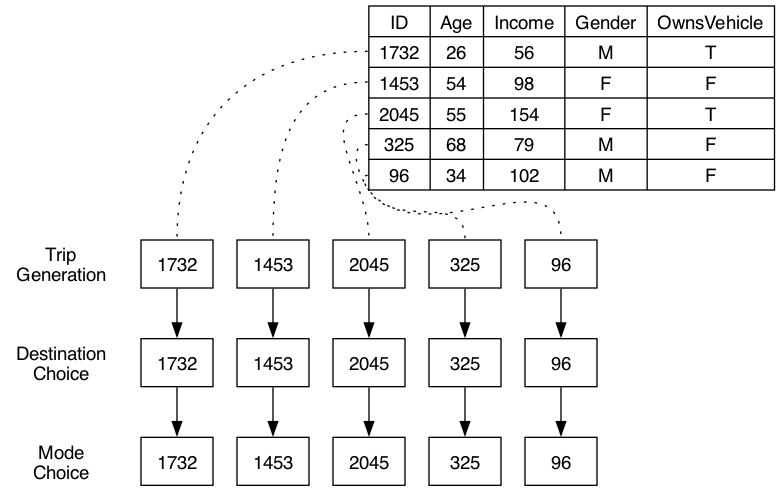 ID Age Income Gender OwnsVehicle
1732 26 56 M T
1453 54 98 F F
2045 55 154 F T
325 68 79 M F
96 34 102 M F
Trip
Generation
1732 1453 2045 325 96
Destination
Choice
1732 1453 2045 325 96
Mode
Choice
1732 1453 2045 325 96